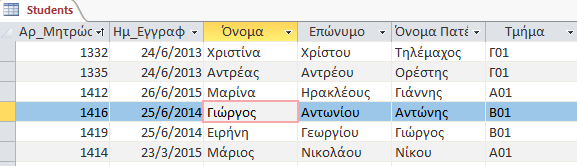 Students
Αρ_Μητρώο Ημ_Εγγραφ Όνομα Επώνυμο Όνομα Πατέ Τμήμα
1332 24/6/2013 Χριστίνα Χρίστου Τηλέμαχος Γ01
1335 24/6/2013 Αντρέας Αντρέου Ορέστης Γ01
1412 26/6/2015 Μαρίνα Ηρακλέους Γιάννης Α01
1416 25/6/2014 Γιώργος Αντωνίου Αντώνης Β01
1419 25/6/2014 Ειρήνη Γεωργίου Γιώργος Β01
1414 23/3/2015 Μάριος Νικολάου Νίκου Α01